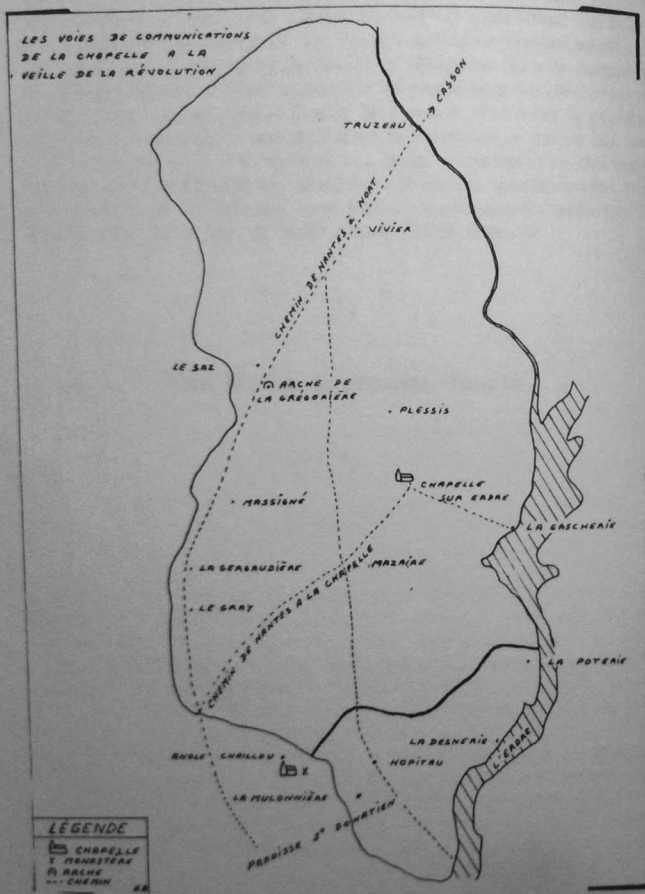 LES VOIES DE COMMUNICATIONS
DE LA CHAPELLE A LA
VEILLE DE LA RÉVOLUTION
CASSON
TRUZEAU
CHEMIN DE NANTES A NORT
VIVIER
LE SAZ
ARCHE DE
LA GRÉGORIÈRE
PLESSIS
CHAPELLE
SUR ERDRE
MASSIGNÉ
LA GASCHERIE
LA GERGAUDIÈRE
MAZAIRE
LE GRAY
CHEMIN DE NANTES A LA CHAPELLE
LA POTERIE
LA DESNERIE
L'ERDRE
ANGLE CHAILLOU
X
HOPITAU
LA MULONNIÈRE
PAROISSE St DONATIEN
LÉGENDE
CHAPELLE
X MONASTÈRE
ARCHE
CHEMIN